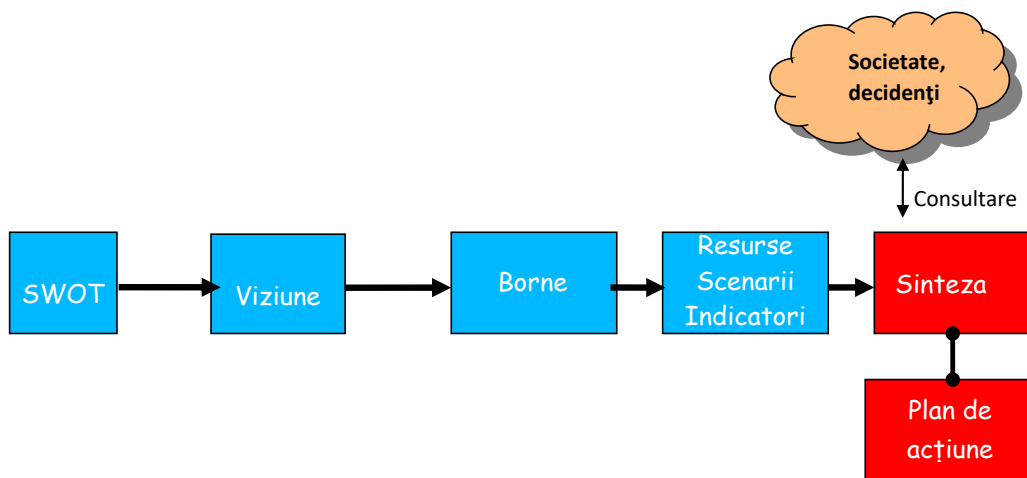 Societate,
decidenţi
Consultare
SWOT
Viziune
Borne
Resurse
Scenarii
Indicatori
Sinteza
Plan de
acțiune